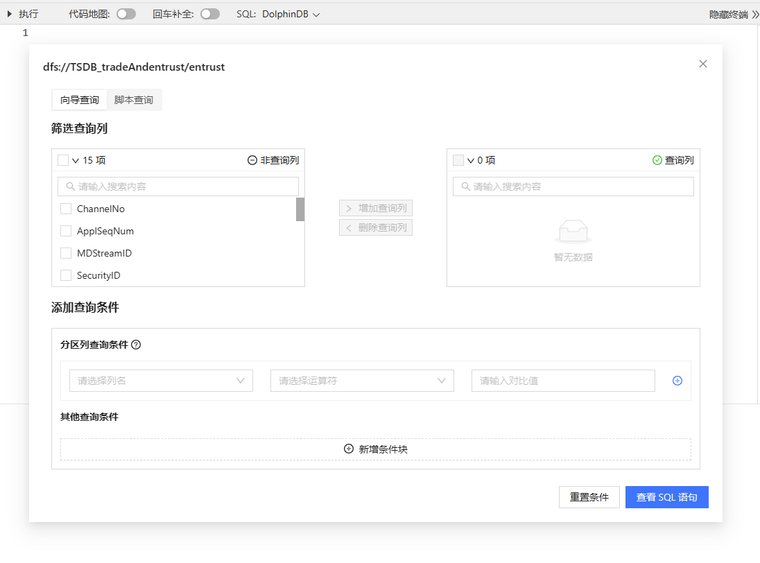 执行 代码地图: 回车补全: SQL: DolphinDB 隐藏终端
1
dfs://TSDB_tradeAndentrust/entrust
向导查询 脚本查询
筛选查询列
15 项 非查询列 0 项 查询列
请输入搜索内容 请输入搜索内容
ChannelNo > 增加查询列
ApplSeqNum < 删除查询列
MDStreamID 暂无数据
SecurityID
添加查询条件
分区列查询条件
请选择列名 请选择运算符 请输入对比值
其他查询条件
新增条件块
重置条件 查看 SQL 语句